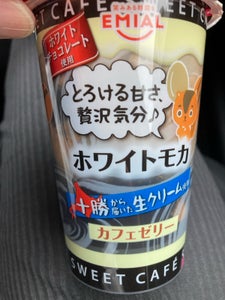 SWEET CAFE
EMIAL
ホワイト
チョコレート
使用
とろける甘さ、
贅沢気分♪
ホワイトモカ
十勝から
届いた生クリーム
カフェゼリー
SWEET CAFÉ